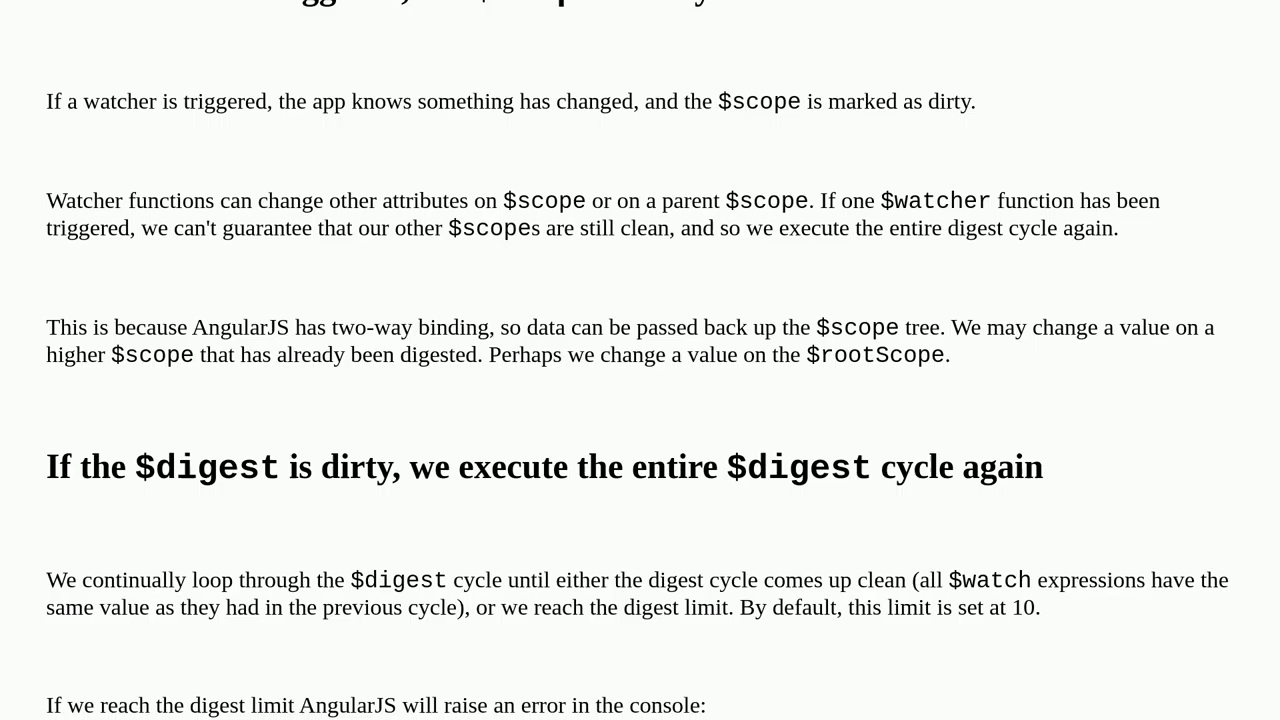 If a watcher is triggered, the app knows something has changed, and the $scope is marked as dirty.
Watcher functions can change other attributes on $scope or on a parent $scope. If one $watcher function has been
triggered, we can't guarantee that our other $scopes are still clean, and so we execute the entire digest cycle again.
This is because AngularJS has two-way binding, so data can be passed back up the $scope tree. We may change a value on a
higher $scope that has already been digested. Perhaps we change a value on the $rootScope.
If the $digest is dirty, we execute the entire $digest cycle again
We continually loop through the $digest cycle until either the digest cycle comes up clean (all $watch expressions have the
same value as they had in the previous cycle), or we reach the digest limit. By default, this limit is set at 10.
If we reach the digest limit AngularJS will raise an error in the console: